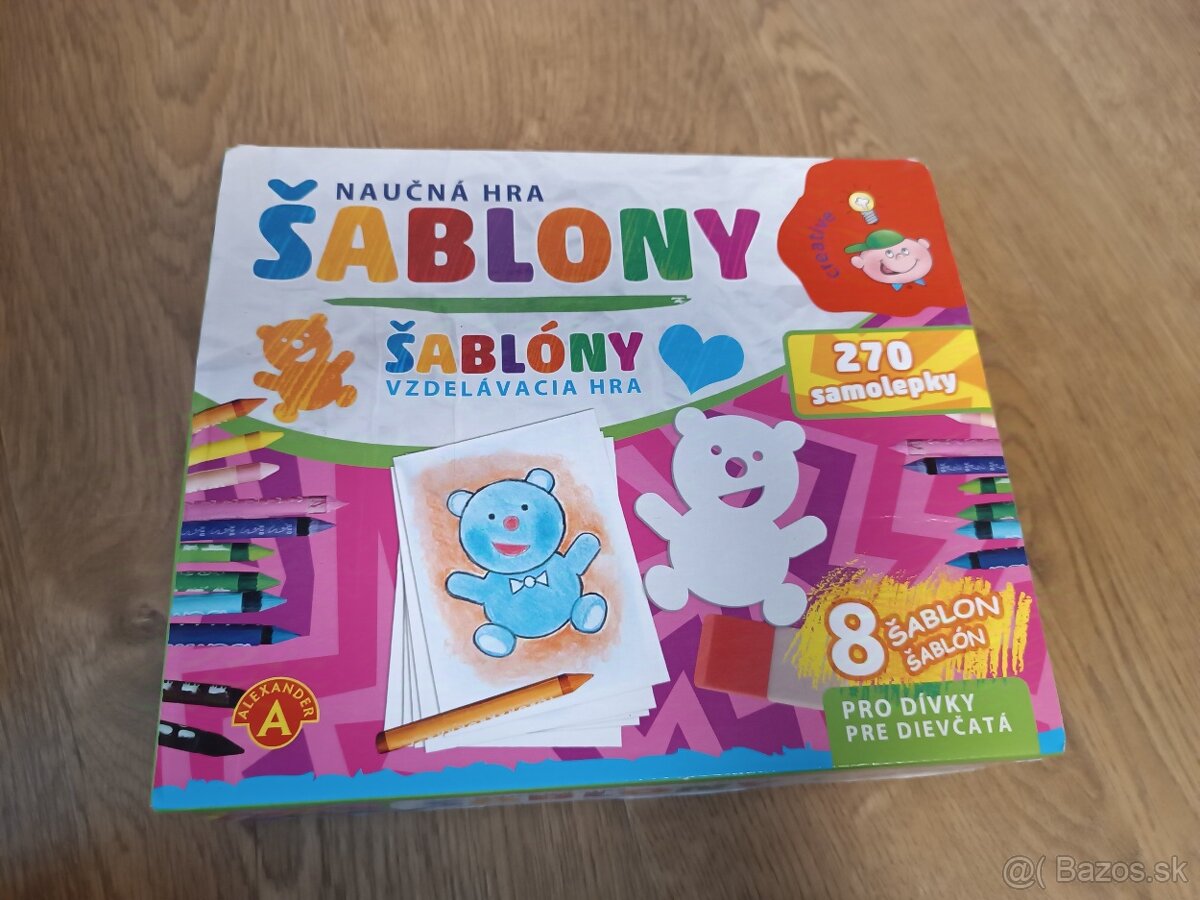 NAUČNÁ HRA
ŠABLONY
creative
ŠABLÓNY
VZDELÁVACIA HRA
270
samolepky
8 ŠABLON
ŠABLÓN
ALEXANDER
A
PRO DÍVKY
PRE DIEVČATÁ
@( Bazos.sk